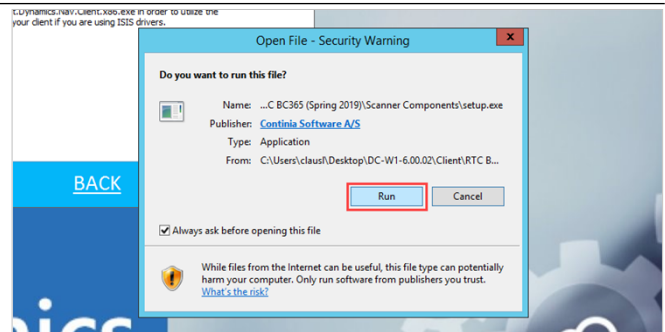 t.Dynamics.Nav.Client.x86.exe in order to utilize the
your client if you are using ISIS drivers.
Open File - Security Warning
x
Do you want to run this file?
Name: ...C BC365 (Spring 2019)\Scanner Components\setup.exe
Publisher: Continia Software A/S
Type: Application
From: C:\Users\clausl\Desktop\DC-W1-6.00.02\Client\RTC B...
Run Cancel
Always ask before opening this file
BACK
While files from the Internet can be useful, this file type can potentially
harm your computer. Only run software from publishers you trust.
What's the risk?
ics